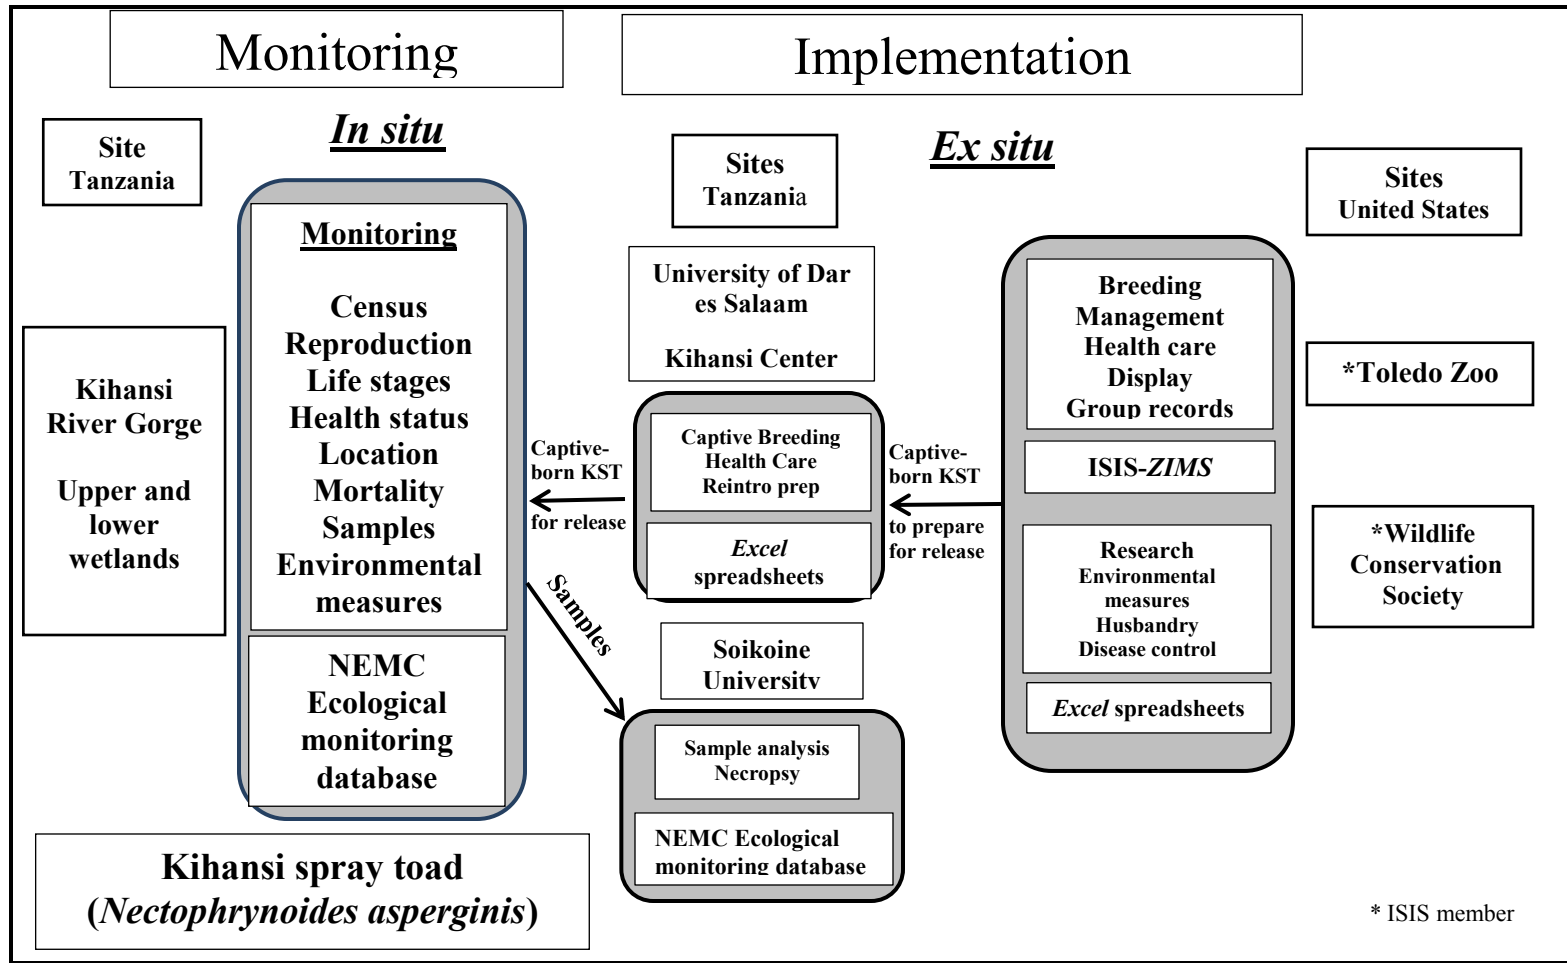 Monitoring
Implementation
In situ
Ex situ
Site
Tanzania
Kihansi
River Gorge
Upper and
lower
wetlands
Monitoring
Census
Reproduction
Life stages
Health status
Location
Mortality
Samples
Environmental
measures
NEMC
Ecological
monitoring
database
Captive-
born KST
for release
Samples
Sites
Tanzania
University of Dar
es Salaam
Kihansi Center
Captive Breeding
Health Care
Reintro prep
Excel
spreadsheets
Soikoine
University
Sample analysis
Necropsy
NEMC Ecological
monitoring database
Captive-
born KST
to prepare
for release
Breeding
Management
Health care
Display
Group records
ISIS-ZIMS
Research
Environmental
measures
Husbandry
Disease control
Excel spreadsheets
Sites
United States
*Toledo Zoo
*Wildlife
Conservation
Society
Kihansi spray toad
(Nectophrynoides asperginis)
* ISIS member